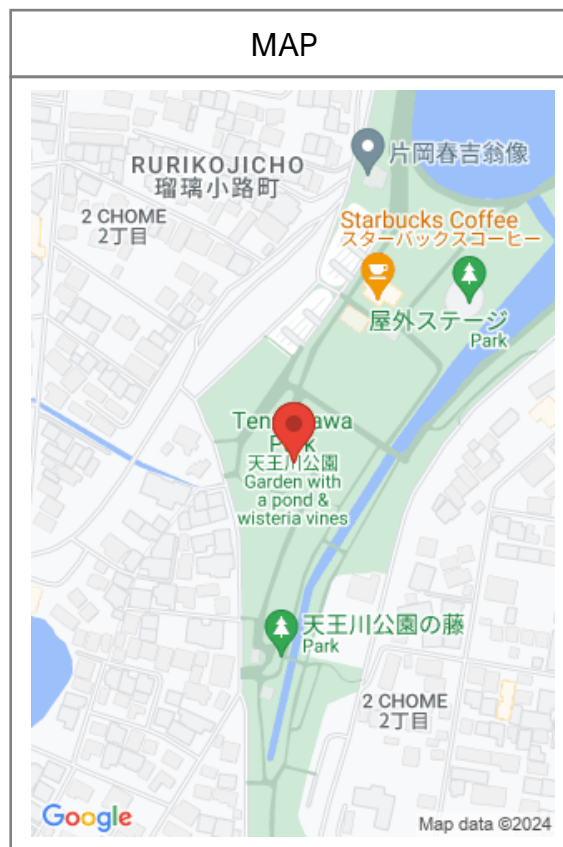 MAP
片岡春吉翁像
RURIKOJICHO
瑠璃小路町
2 CHOME
2丁目
Starbucks Coffee
スターバックスコーヒー
屋外ステージ
Park
天王川公園
Garden with
a pond &
wisteria vines
天王川公園の藤
Park
2 CHOME
2丁目
Google
Map data ©2024